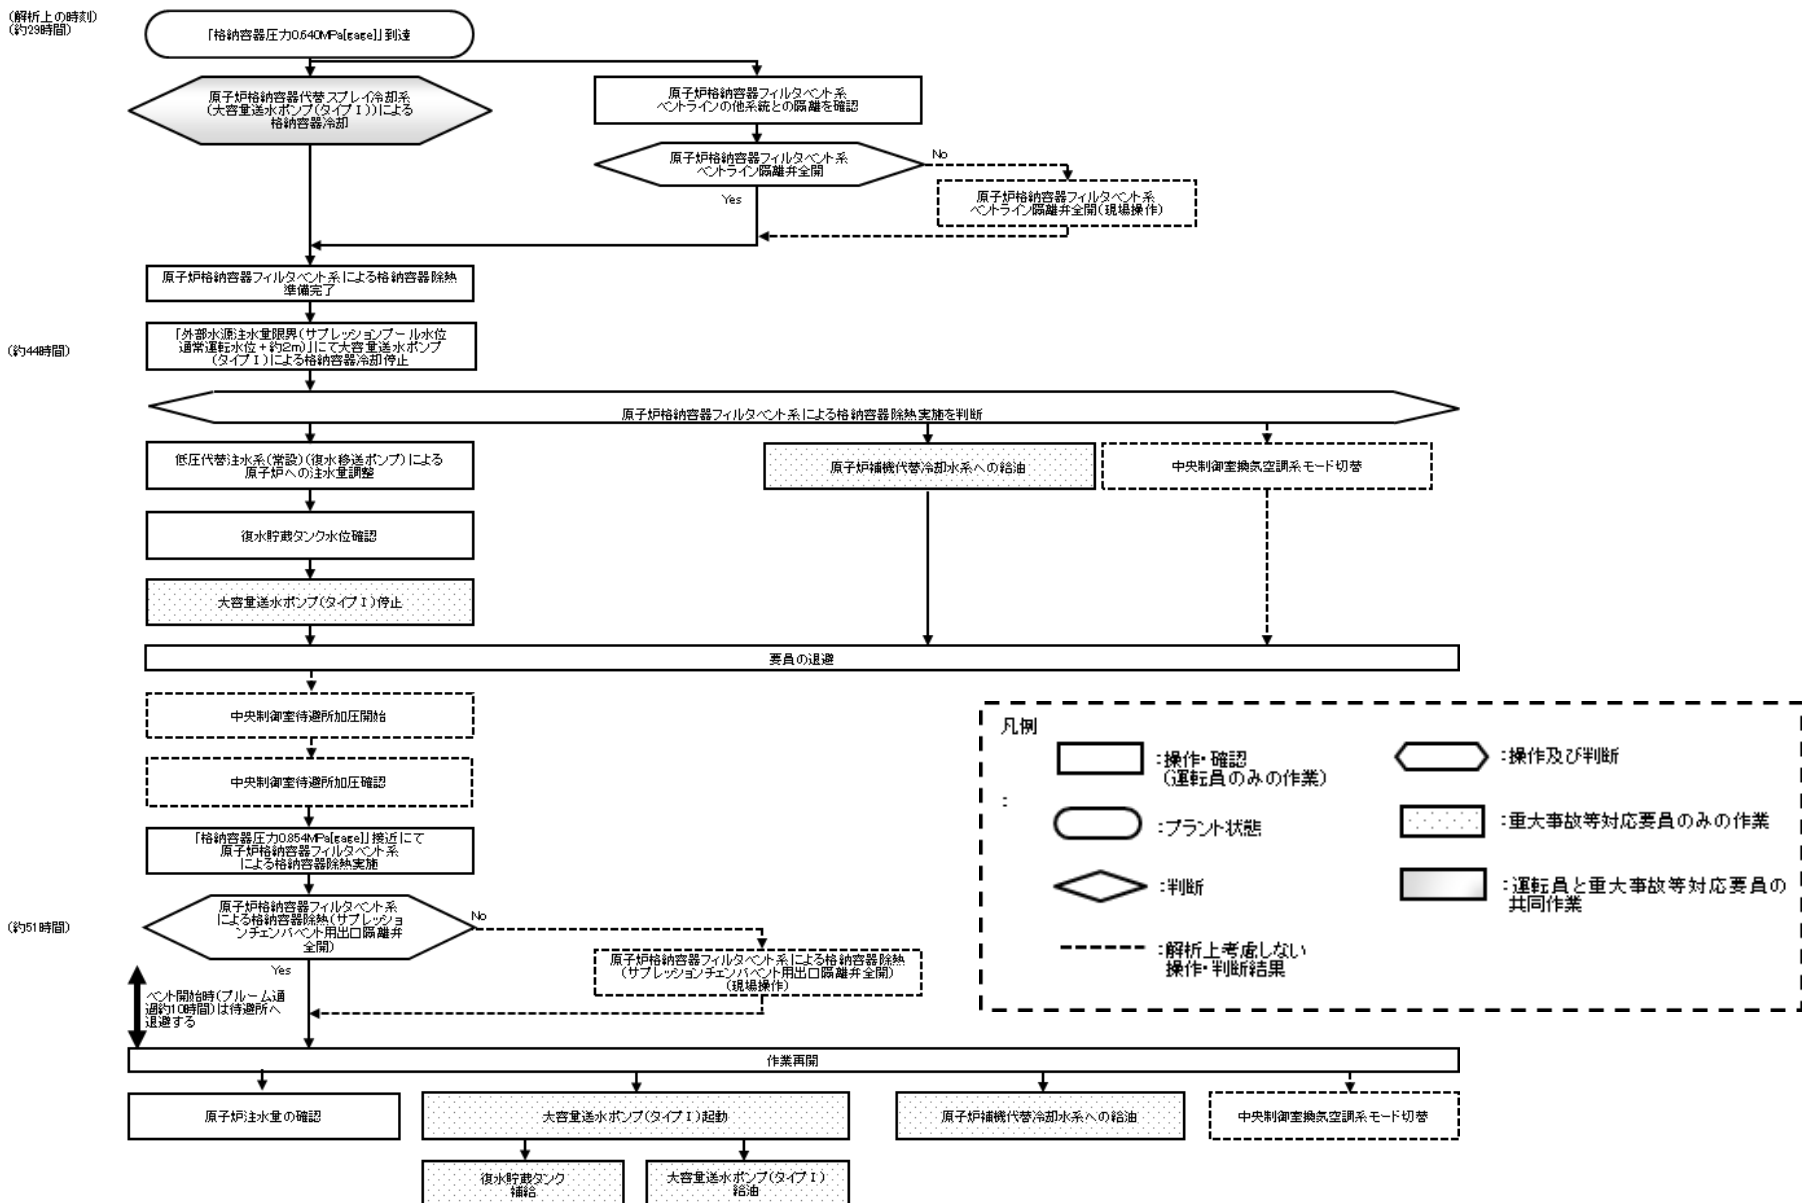 (解析上の時刻)
(約29時間)
「格納容器圧力0.640MPa[gage]」到達
原子炉格納容器代替スプレイ冷却系
(大容量送水ポンプ(タイプⅠ))による
格納容器冷却
原子炉格納容器フィルタベント系
ベントラインの他系統との隔離を確認
原子炉格納容器フィルタベント系
ベントライン隔離弁全開
No
Yes
原子炉格納容器フィルタベント系
ベントライン隔離弁全開(現場操作)
原子炉格納容器フィルタベント系による格納容器除熱
準備完了
(約44時間)
「外部水源注水量限界(サプレッションプール水位
通常運転水位+約2m)」にて大容量送水ポンプ
(タイプⅠ)による格納容器冷却停止
原子炉格納容器フィルタベント系による格納容器除熱実施を判断
低圧代替注水系(常設)(復水移送ポンプ)による
原子炉への注水量調整
原子炉補機代替冷却水系への給油
中央制御室換気空調系モード切替
復水貯蔵タンク水位確認
大容量送水ポンプ(タイプⅠ)停止
要員の退避
中央制御室待避所加圧開始
中央制御室待避所加圧確認
「格納容器圧力0.854MPa[gage]」接近にて
原子炉格納容器フィルタベント系
による格納容器除熱実施
(約51時間)
原子炉格納容器フィルタベント系
による格納容器除熱(サプレッショ
ンチェンバベント用出口隔離弁
全開)
No
Yes
原子炉格納容器フィルタベント系による格納容器除熱
(サプレッションチェンバベント用出口隔離弁全開)
(現場操作)
ベント開始時(プルーム通
過約10時間)は待避所へ
退避する
作業再開
原子炉注水量の確認
大容量送水ポンプ(タイプⅠ)起動
原子炉補機代替冷却水系への給油
中央制御室換気空調系モード切替
復水貯蔵タンク
補給
大容量送水ポンプ(タイプⅠ)
給油
凡例
:操作・確認
(運転員のみの作業)
:操作及び判断
:
:プラント状態
:重大事故等対応要員のみの作業
:判断
:運転員と重大事故等対応要員の
共同作業
:解析上考慮しない
操作・判断結果